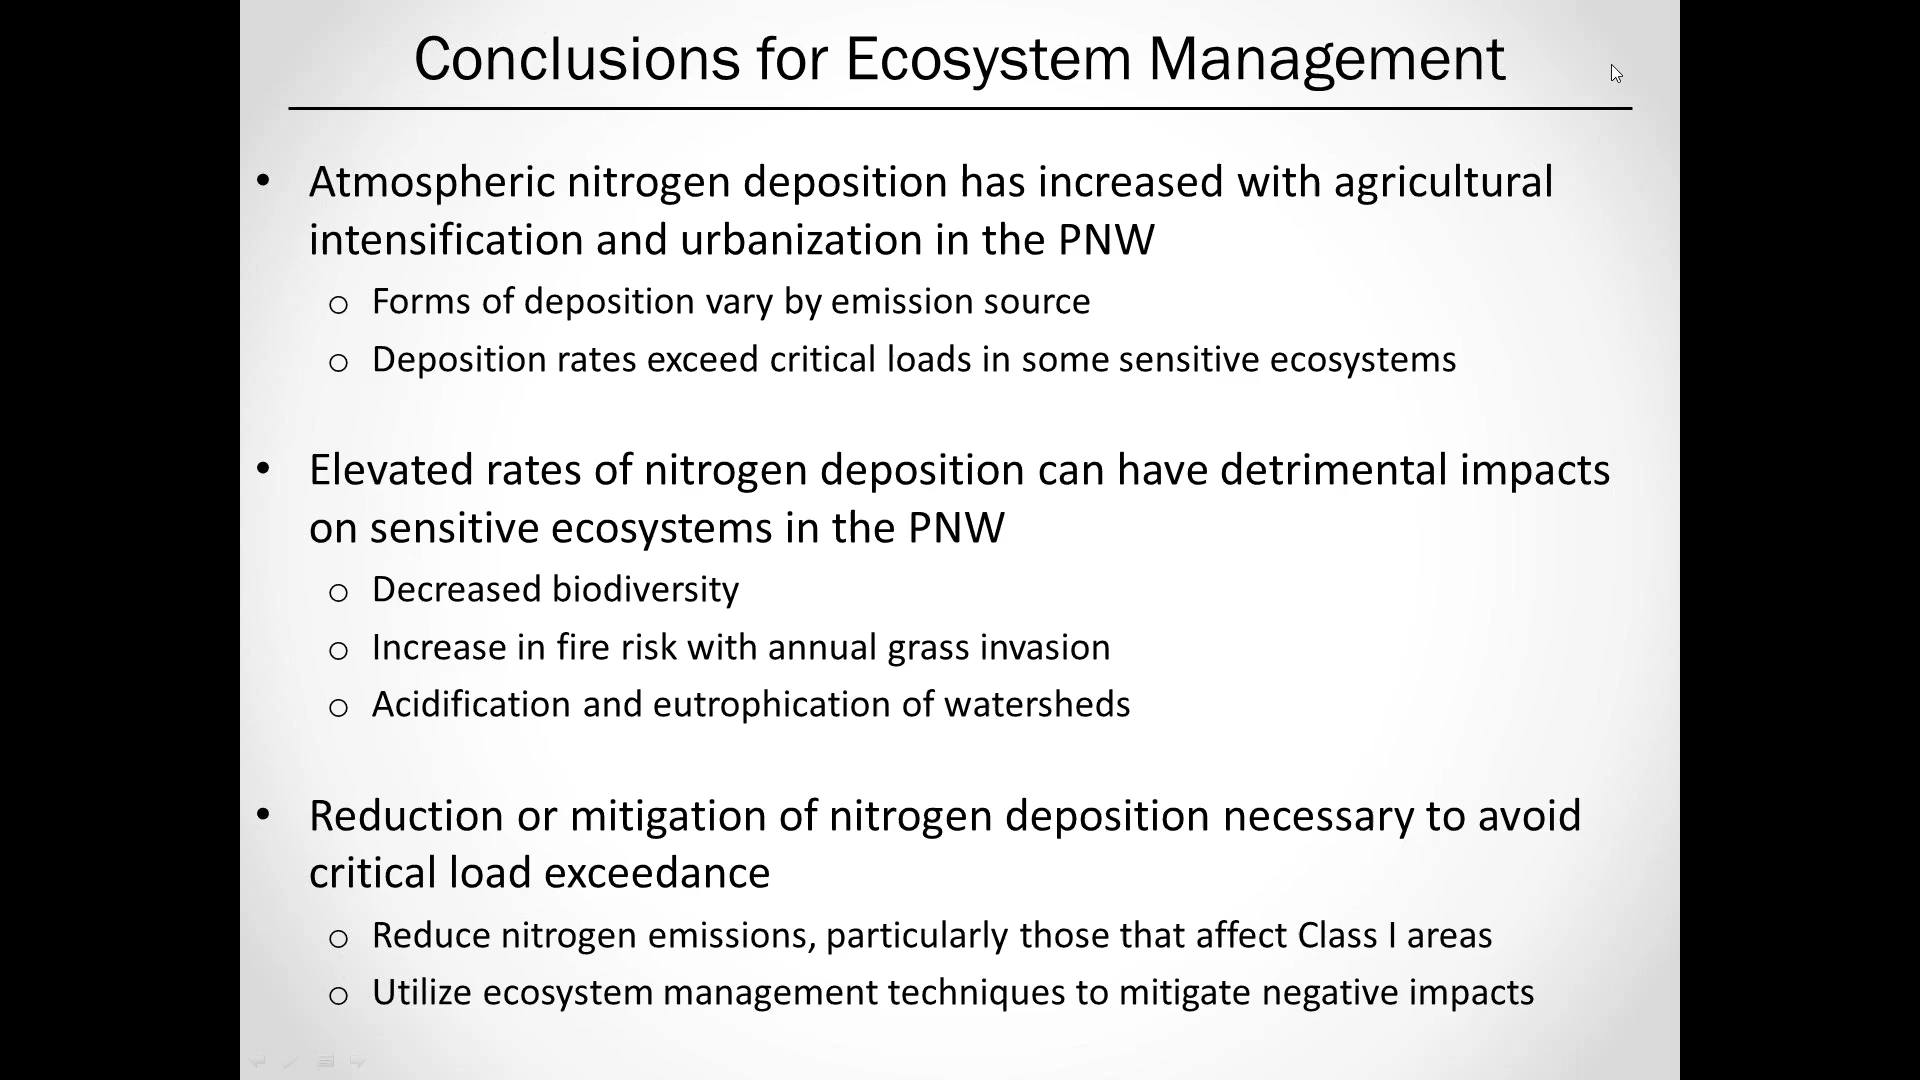 Conclusions for Ecosystem Management
• Atmospheric nitrogen deposition has increased with agricultural
intensification and urbanization in the PNW
o Forms of deposition vary by emission source
o Deposition rates exceed critical loads in some sensitive ecosystems
• Elevated rates of nitrogen deposition can have detrimental impacts
on sensitive ecosystems in the PNW
o Decreased biodiversity
o Increase in fire risk with annual grass invasion
o Acidification and eutrophication of watersheds
• Reduction or mitigation of nitrogen deposition necessary to avoid
critical load exceedance
o Reduce nitrogen emissions, particularly those that affect Class I areas
o Utilize ecosystem management techniques to mitigate negative impacts